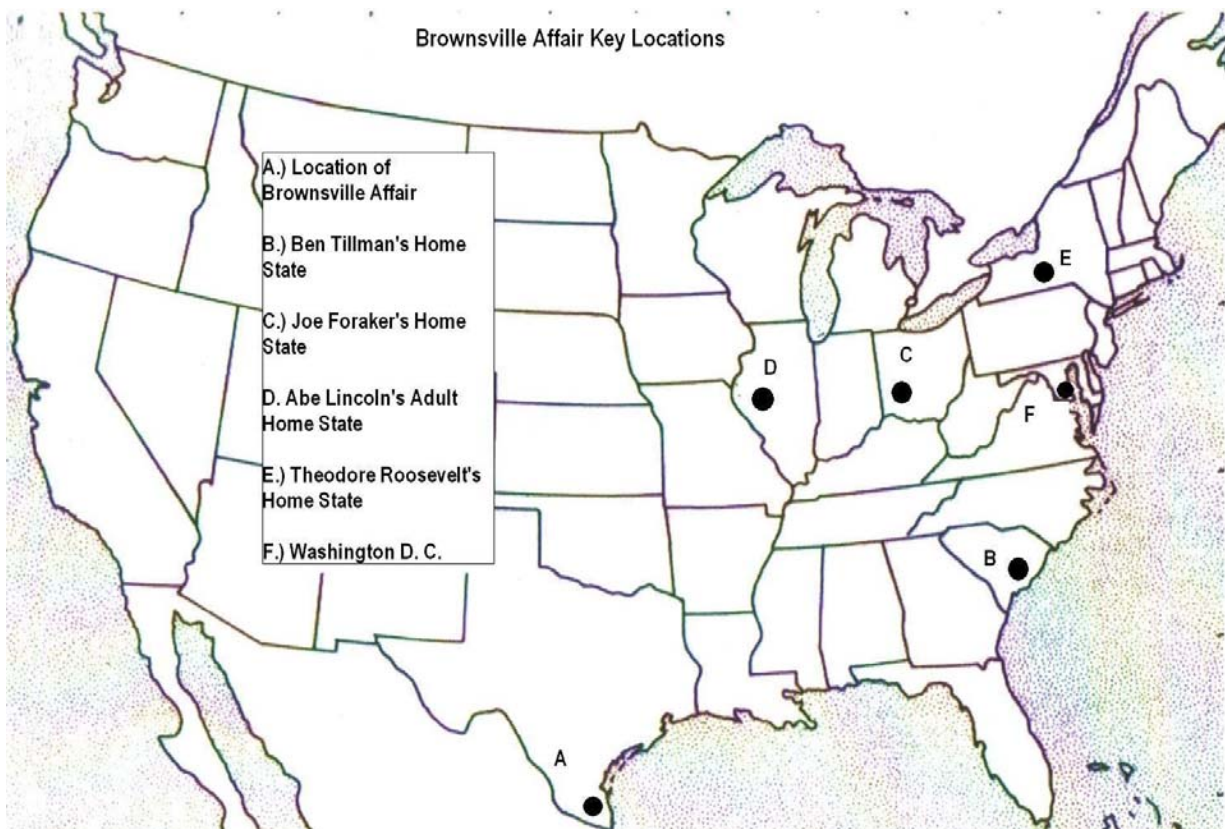 Brownsville Affair Key Locations
A.) Location of
Brownsville Affair
B.) Ben Tillman's Home
State
C.) Joe Foraker's Home
State
D. Abe Lincoln's Adult
Home State
E.) Theodore Roosevelt's
Home State
F.) Washington D. C.
E
D
C
F
B
A